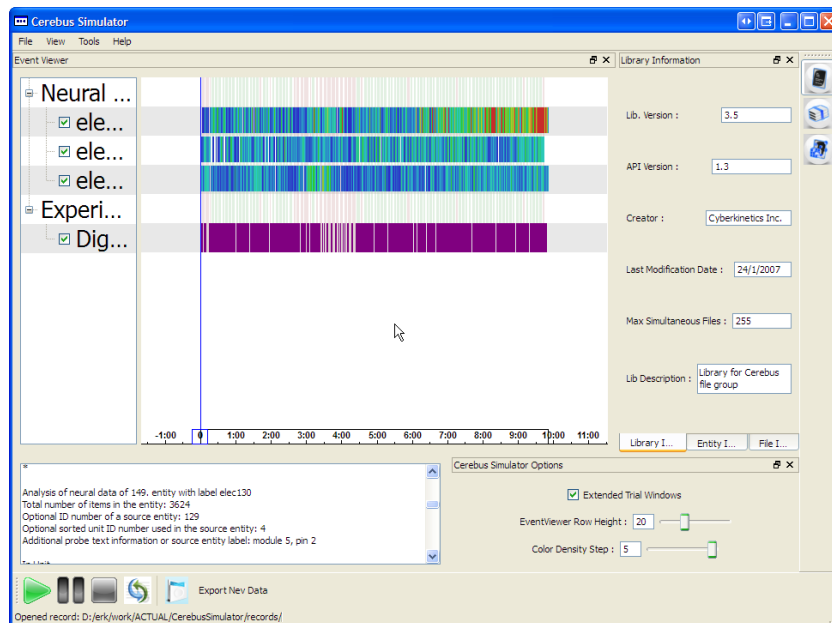 Cerebus Simulator
File View Tools Help
Event Viewer
Library Information
Neural ...
ele...
ele...
ele...
Experi...
Dig...
-1:00 0 1:00 2:00 3:00 4:00 5:00 6:00 7:00 8:00 9:00 10:00 11:00
Lib. Version : 3.5
API Version : 1.3
Creator : Cyberkinetics Inc.
Last Modification Date : 24/1/2007
Max Simultaneous Files : 255
Lib Description : Library for Cerebus
file group
Library I... Entity I... File I...
*
Analysis of neural data of 149. entity with label elec130
Total number of items in the entity: 3624
Optional ID number of a source entity: 129
Optional sorted unit ID number used in the source entity: 4
Additional probe text information or source entity label: module 5, pin 2
Cerebus Simulator Options
Extended Trial Windows
EventViewer Row Height : 20
Color Density Step : 5
Export Nev Data
Opened record: D:/erk/work/ACTUAL/CerebusSimulator/records/